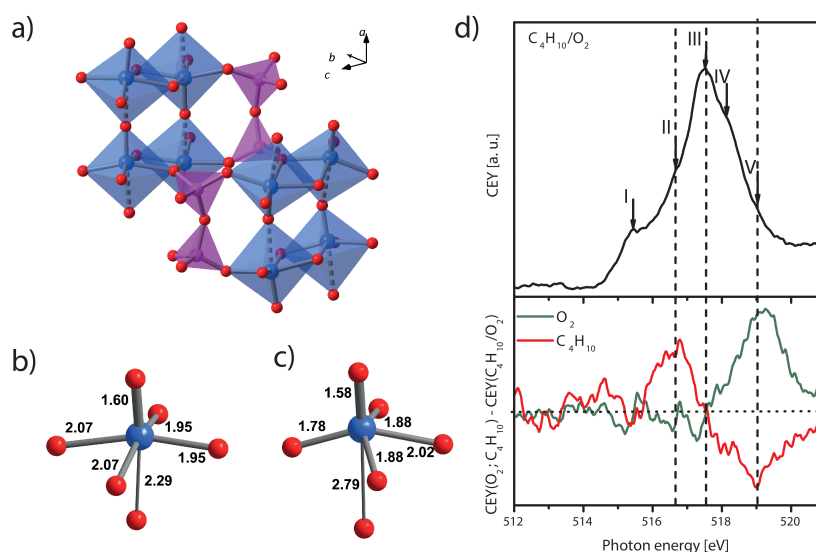 a)
a
b
c
b)
1.60
2.07
1.95
1.95
2.07
2.29
c)
1.58
1.78
1.88
1.88
2.02
2.79
d)
C4H10/O2
I
II
III
IV
V
CEY [a. u.]
O2
C4H10
CEY(O2; C4H10) - CEY(C4H10/O2)
512 514 516 518 520
Photon energy [eV]